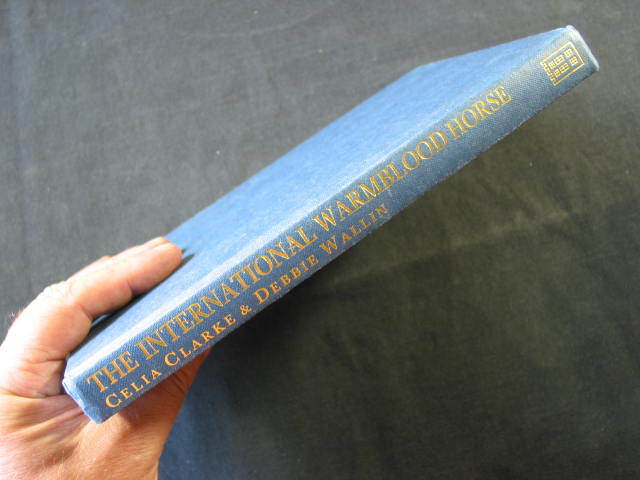 THE INTERNATIONAL WARMBLOOD HORSE
CELIA CLARKE & DEBBIE WALLIN